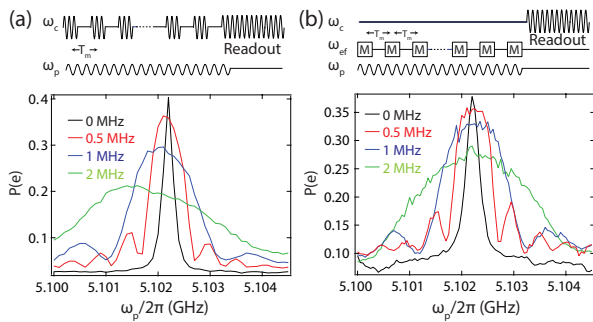 (a)
ω_c
T_m
Readout
ω_p
0.4
0.3
0.2
0.1
P(e)
0 MHz
0.5 MHz
1 MHz
2 MHz
5.100 5.101 5.102 5.103 5.104
ω_p/2π (GHz)
(b)
ω_c
T_m T_m
Readout
ω_ef M M M M M M
ω_p
0.35
0.30
0.25
0.20
0.15
0.10
0 MHz
0.5 MHz
1 MHz
2 MHz
5.100 5.101 5.102 5.103 5.104
ω_p/2π (GHz)